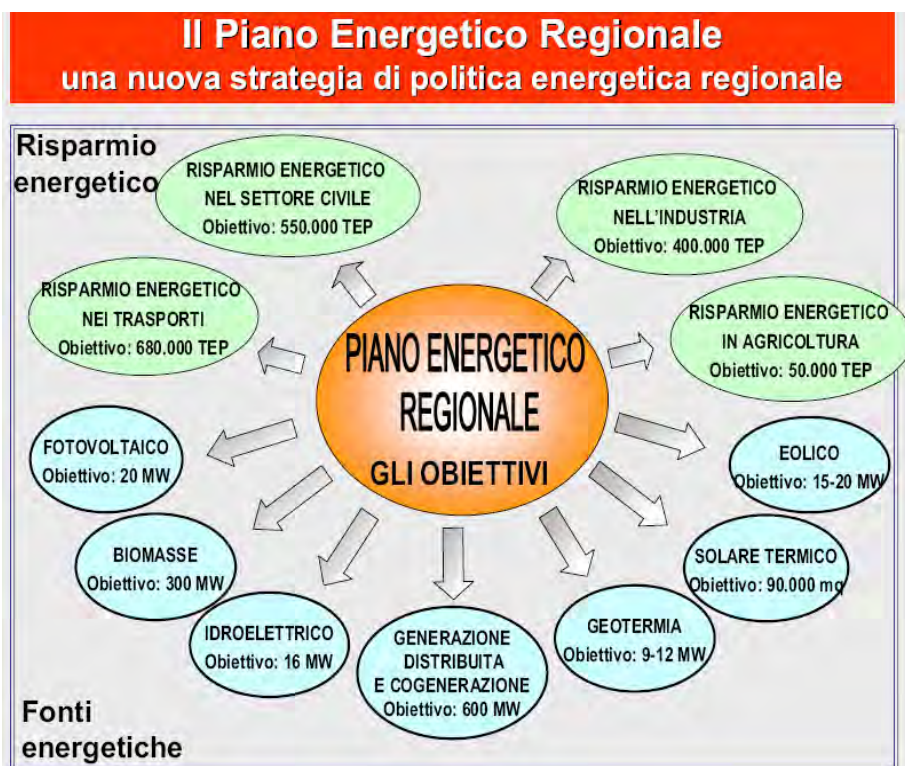 Il Piano Energetico Regionale
una nuova strategia di politica energetica regionale
Risparmio
energetico
RISPARMIO ENERGETICO
NEL SETTORE CIVILE
Obiettivo: 550.000 TEP
RISPARMIO ENERGETICO
NELL'INDUSTRIA
Obiettivo: 400.000 TEP
RISPARMIO ENERGETICO
NEI TRASPORTI
Obiettivo: 680.000 TEP
RISPARMIO ENERGETICO
IN AGRICOLTURA
Obiettivo: 50.000 TEP
PIANO ENERGETICO
REGIONALE
GLI OBIETTIVI
FOTOVOLTAICO
Obiettivo: 20 MW
EOLICO
Obiettivo: 15-20 MW
BIOMASSE
Obiettivo: 300 MW
SOLARE TERMICO
Obiettivo: 90.000 mq
IDROELETTRICO
Obiettivo: 16 MW
GENERAZIONE
DISTRIBUITA
E COGENERAZIONE
Obiettivo: 600 MW
GEOTERMIA
Obiettivo: 9-12 MW
Fonti
energetiche